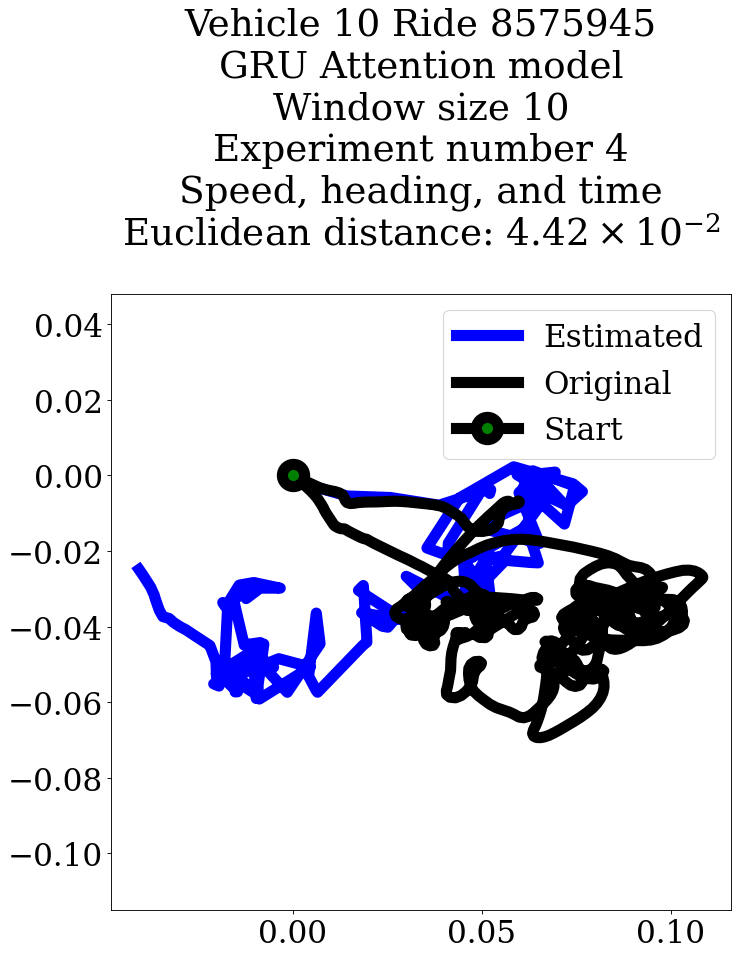 Vehicle 10 Ride 8575945
GRU Attention model
Window size 10
Experiment number 4
Speed, heading, and time
Euclidean distance: 4.42 × 10⁻²
Estimated
Original
Start
0.04
0.02
0.00
−0.02
−0.04
−0.06
−0.08
−0.10
0.00 0.05 0.10